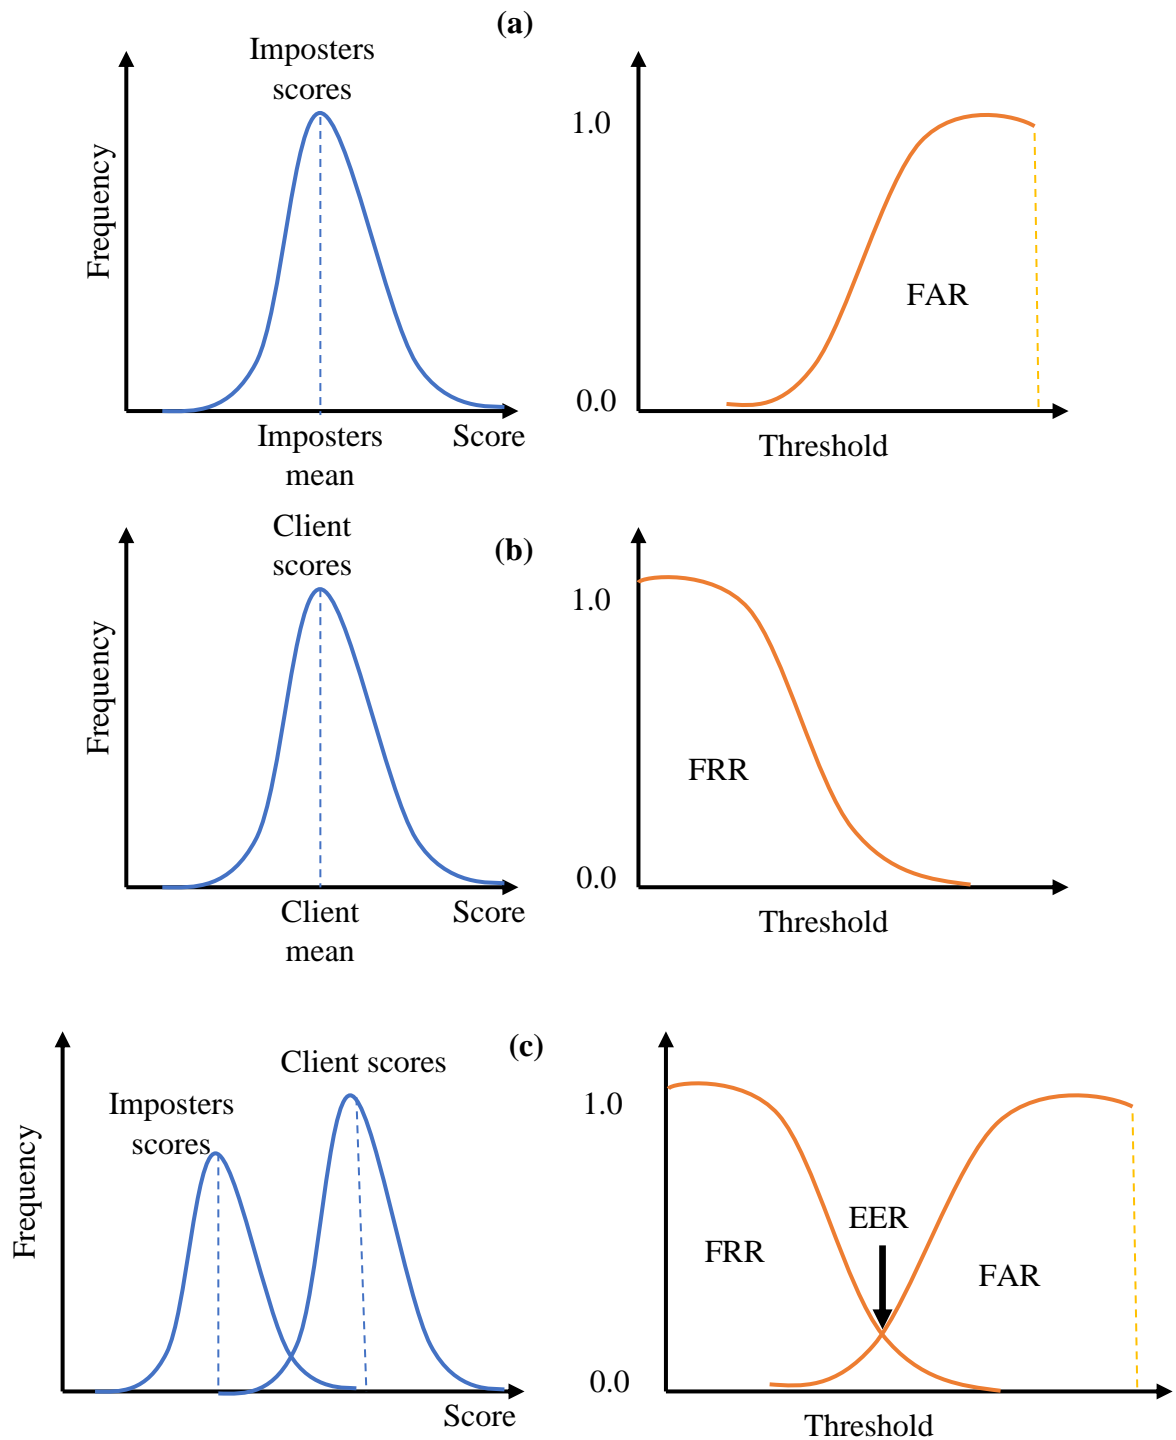 (a)
Imposters
scores
Frequency
Imposters
mean
Score
1.0
FAR
0.0
Threshold
(b)
Client
scores
Frequency
Client
mean
Score
1.0
FRR
0.0
Threshold
(c)
Client scores
Imposters
scores
Frequency
Score
1.0
EER
FRR
FAR
0.0
Threshold